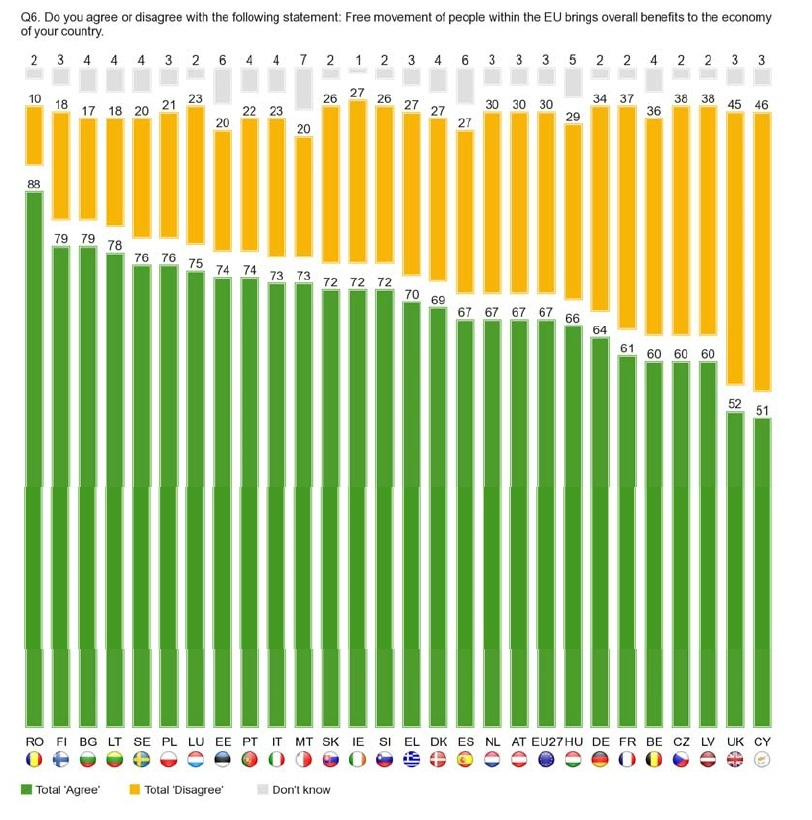 Q6. Do you agree or disagree with the following statement: Free movement of people within the EU brings overall benefits to the economy
of your country.
2 3 4 4 4 3 2 6 4 4 7 2 1 2 3 4 6 3 3 3 5 2 2 4 2 2 3 3
10 18 17 18 20 21 23 20 22 23 20 26 27 26 27 27 27 30 30 30 29 34 37 36 38 38 45 46
88 79 79 78 76 76 75 74 74 73 73 72 72 72 70 69 67 67 67 67 66 64 61 60 60 60 52 51
RO FI BG LT SE PL LU EE PT IT MT SK IE SI EL DK ES NL AT EU27 HU DE FR BE CZ LV UK CY
Total 'Agree' Total 'Disagree' Don't know